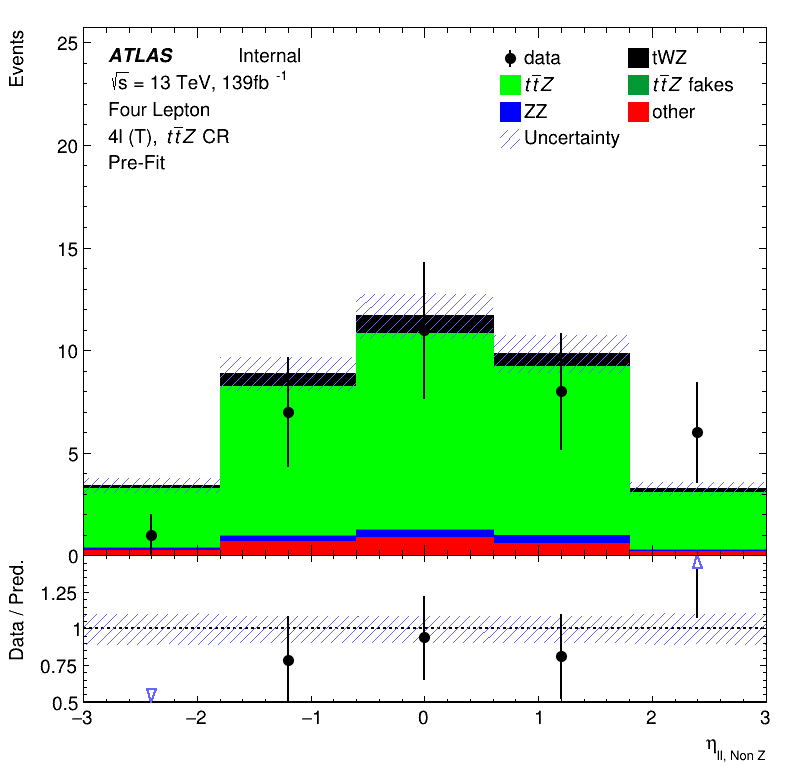 Events
25
20
15
10
5
0
ATLAS Internal
√s = 13 TeV, 139fb⁻¹
Four Lepton
4l (T), tt̅Z CR
Pre-Fit
data
tWZ
tt̅Z
tt̅Z fakes
ZZ
other
Uncertainty
Data / Pred.
1.25
1
0.75
0.5
−3 −2 −1 0 1 2 3
η_ll, Non Z